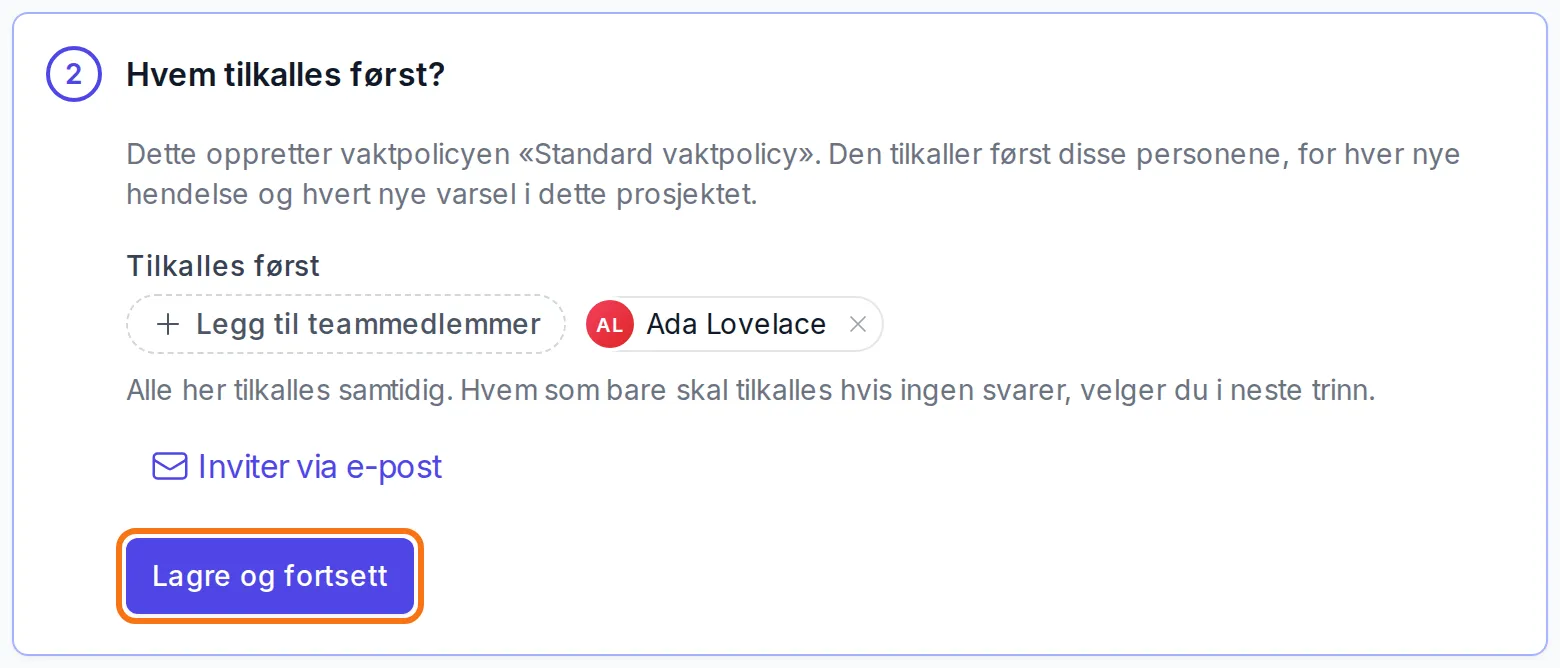 2
Hvem tilkalles først?
Dette oppretter vaktpolicyen «Standard vaktpolicy». Den tilkaller først disse personene, for hver nye
hendelse og hvert nye varsel i dette prosjektet.
Tilkalles først
Legg til teammedlemmer
AL
Ada Lovelace
Alle her tilkalles samtidig. Hvem som bare skal tilkalles hvis ingen svarer, velger du i neste trinn.
Inviter via e-post
Lagre og fortsett